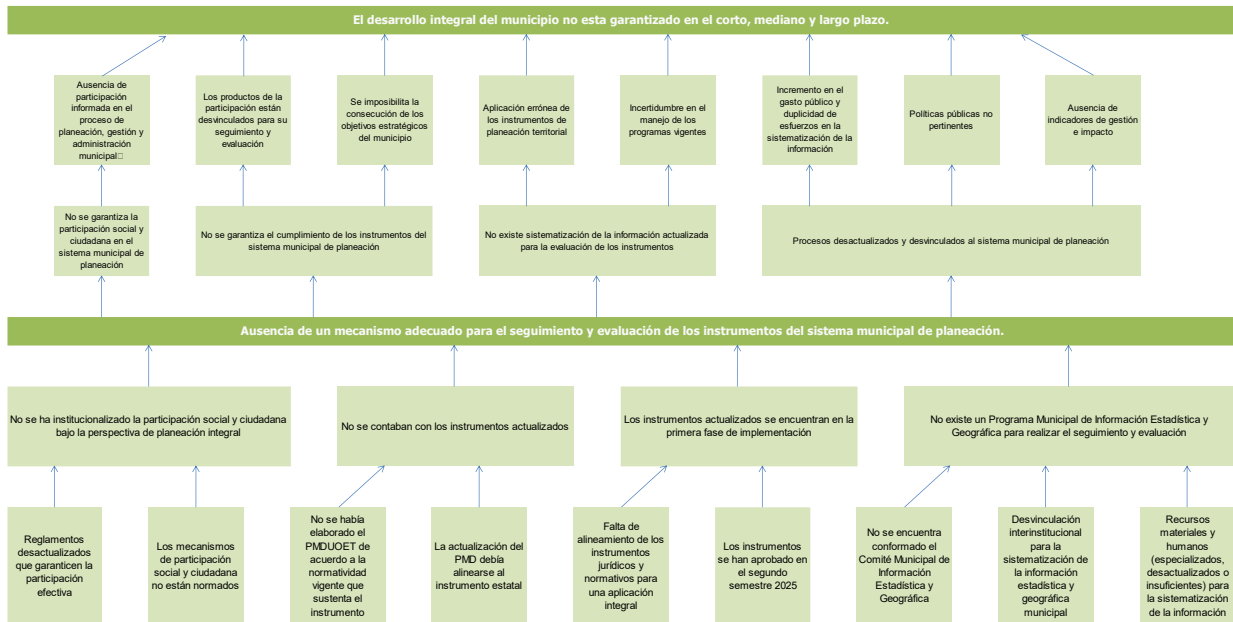 El desarrollo integral del municipio no esta garantizado en el corto, mediano y largo plazo.
Ausencia de
participación
informada en el
proceso de
planeación, gestión y
administración
municipal□
Los productos de la
participación están
desvinculados para su
seguimiento y
evaluación
Se imposibilita la
consecución de los
objetivos estratégicos
del municipio
Aplicación errónea de
los instrumentos de
planeación territorial
Incertidumbre en el
manejo de los
programas vigentes
Incremento en el
gasto público y
duplicidad de
esfuerzos en la
sistematización de la
información
Políticas públicas no
pertinentes
Ausencia de
indicadores de gestión
e impacto
No se garantiza la
participación social y
ciudadana en el
sistema municipal de
planeación
No se garantiza el cumplimiento de los instrumentos del
sistema municipal de planeación
No existe sistematización de la información actualizada
para la evaluación de los instrumentos
Procesos desactualizados y desvinculados al sistema municipal de planeación
Ausencia de un mecanismo adecuado para el seguimiento y evaluación de los instrumentos del sistema municipal de planeación.
No se ha institucionalizado la participación social y ciudadana
bajo la perspectiva de planeación integral
No se contaban con los instrumentos actualizados
Los instrumentos actualizados se encuentran en la
primera fase de implementación
No existe un Programa Municipal de Información Estadística y
Geográfica para realizar el seguimiento y evaluación
Reglamentos
desactualizados
que garanticen la
participación
efectiva
Los mecanismos
de participación
social y ciudadana
no están normados
No se había
elaborado el
PMDUOET de
acuerdo a la
normatividad
vigente que
sustenta el
instrumento
La actualización del
PMD debía
alinearse al
instrumento estatal
Falta de
alineamiento de los
instrumentos
jurídicos y
normativos para
una aplicación
integral
Los instrumentos
se han aprobado en
el segundo
semestre 2025
No se encuentra
conformado el
Comité Municipal de
Información
Estadística y
Geográfica
Desvinculación
interinstitucional
para la
sistematización de
la información
estadística y
geográfica
municipal
Recursos
materiales y
humanos
(especializados,
desactualizados o
insuficientes) para
la sistematización
de la información